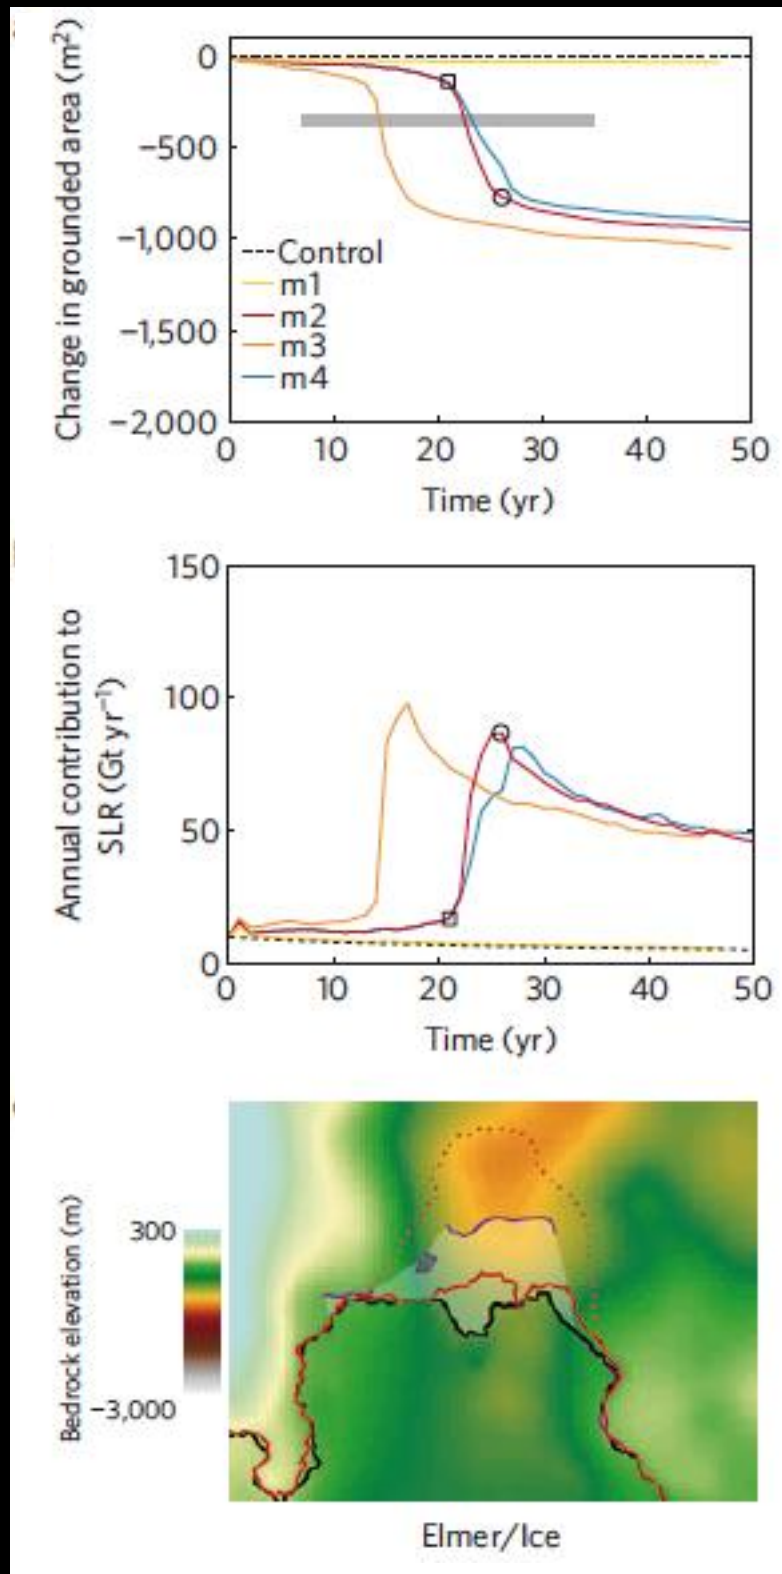 Change in grounded area (m²)
0
−500
−1,000
−1,500
−2,000
Control
m1
m2
m3
m4
0 10 20 30 40 50
Time (yr)
Annual contribution to
SLR (Gt yr⁻¹)
150
100
50
0
0 10 20 30 40 50
Time (yr)
Bedrock elevation (m)
300
−3,000
Elmer/Ice